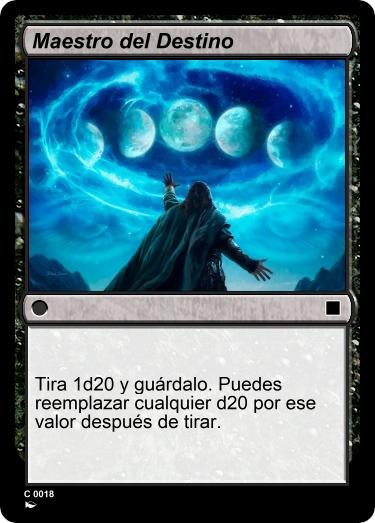 Maestro del Destino
Tira 1d20 y guárdalo. Puedes
reemplazar cualquier d20 por ese
valor después de tirar.
C 0018